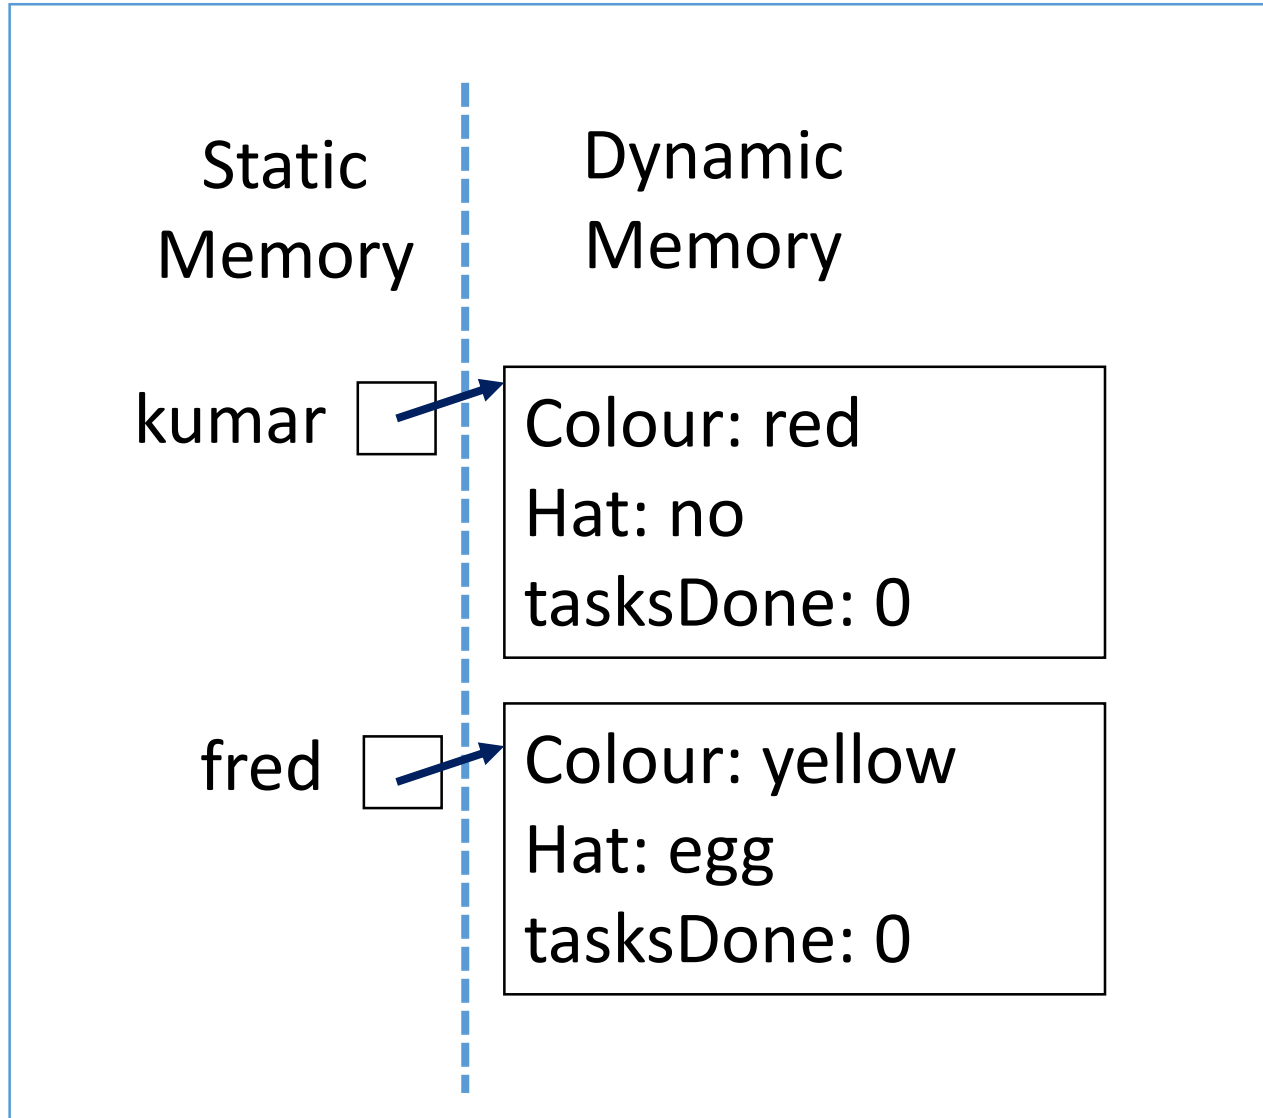 Static
Memory
Dynamic
Memory
kumar
Colour: red
Hat: no
tasksDone: 0
fred
Colour: yellow
Hat: egg
tasksDone: 0